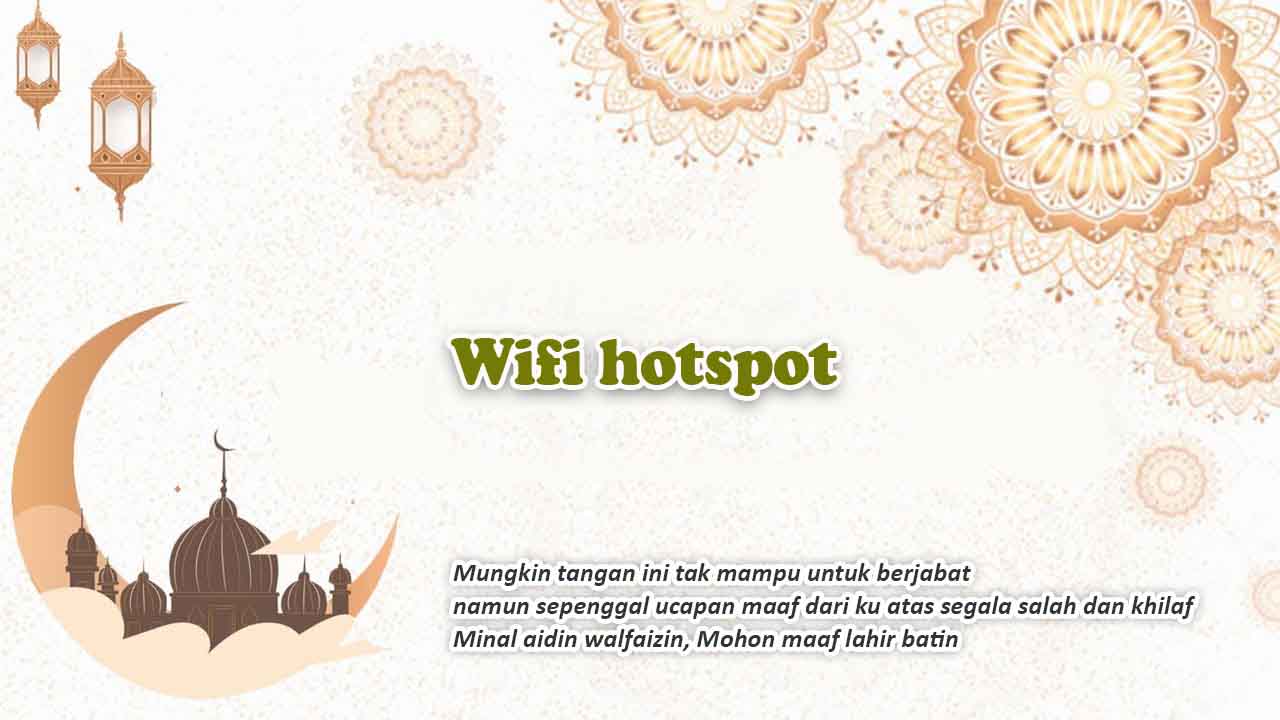 Wifi hotspot
Mungkin tangan ini tak mampu untuk berjabat
namun sepenggal ucapan maaf dari ku atas segala salah dan khilaf
Minal aidin walfaizin, Mohon maaf lahir batin